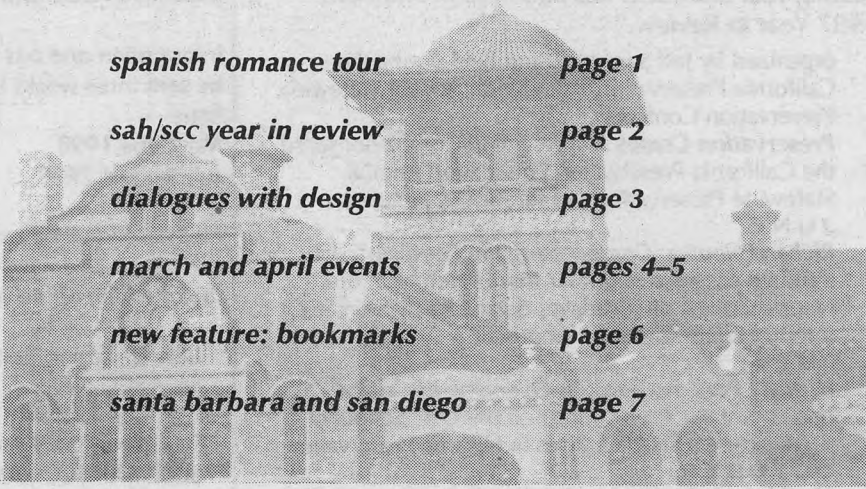 spanish romance tour page 1
sah/scc year in review page 2
dialogues with design page 3
march and april events pages 4–5
new feature: bookmarks page 6
santa barbara and san diego page 7